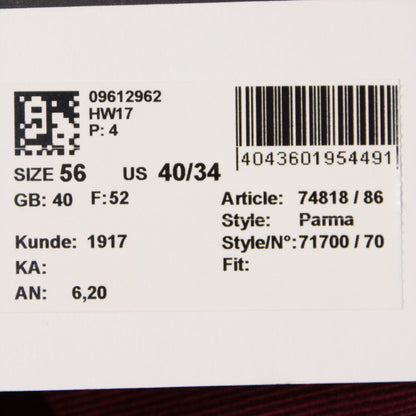 09612962
HW17
P: 4
4043601954491
SIZE 56 US 40/34
GB: 40 F: 52
Article: 74818 / 86
Style: Parma
Kunde: 1917
Style/N°: 71700 / 70
KA:
Fit:
AN: 6,20